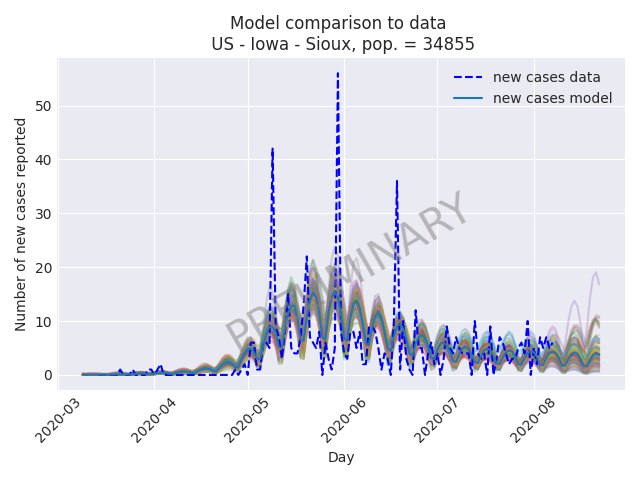 Model comparison to data
US - Iowa - Sioux, pop. = 34855
new cases data
new cases model
Number of new cases reported
50
40
30
20
10
0
PRELIMINARY
2020-03
2020-04
2020-05
2020-06
2020-07
2020-08
Day